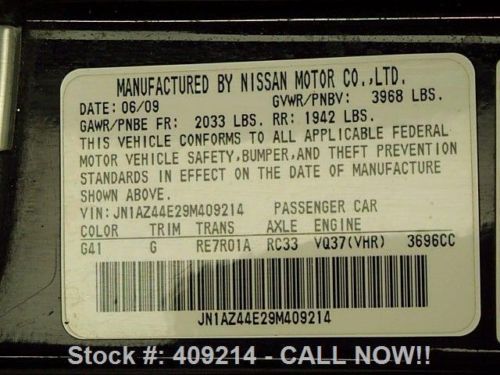 MANUFACTURED BY NISSAN MOTOR CO.,LTD.
DATE: 06/09 GVWR/PNBV: 3968 LBS.
GAWR/PNBE FR: 2033 LBS. RR: 1942 LBS.
THIS VEHICLE CONFORMS TO ALL APPLICABLE FEDERAL
MOTOR VEHICLE SAFETY,BUMPER,AND THEFT PREVENTION
STANDARDS IN EFFECT ON THE DATE OF MANUFACTURE
SHOWN ABOVE.
VIN: JN1AZ44E29M409214 PASSENGER CAR
COLOR TRIM TRANS AXLE ENGINE
G41 G RE7R01A RC33 VQ37(VHR) 3696CC
JN1AZ44E29M409214
Stock #: 409214 - CALL NOW!!